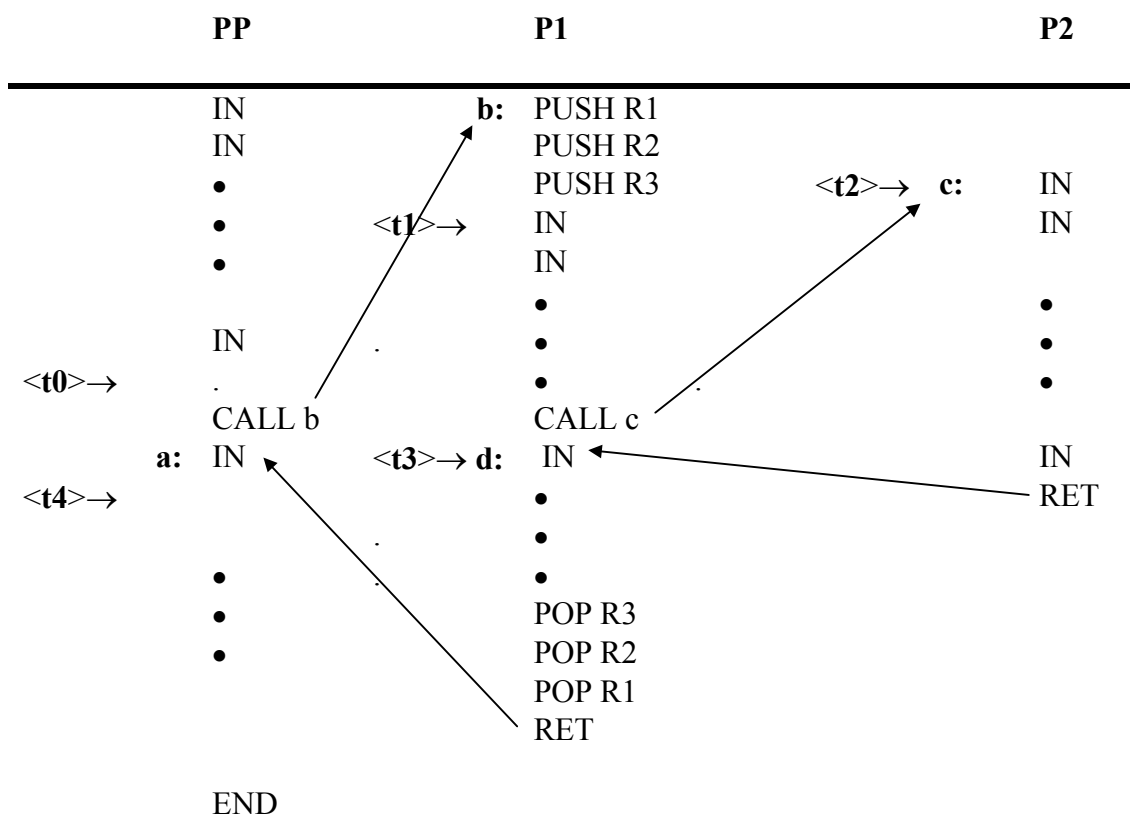 PP P1 P2
IN b: PUSH R1
IN PUSH R2
• PUSH R3 <t2>→ c: IN
• <t1>→ IN IN
• IN
• •
IN . • •
<t0>→ . • . •
CALL b CALL c
a: IN <t3>→ d: IN IN
<t4>→ • RET
. •
• . •
• POP R3
• POP R2
POP R1
RET
END